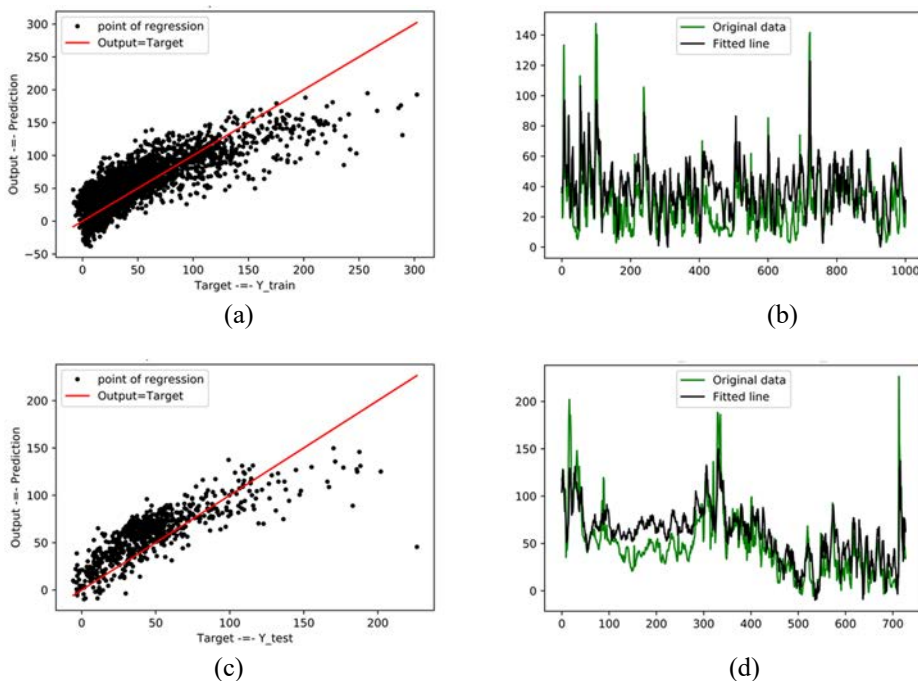 point of regression
Output=Target
300
250
200
150
100
50
0
−50
Output -=- Prediction
0 50 100 150 200 250 300
Target -=- Y_train
(a)
Original data
Fitted line
140
120
100
80
60
40
20
0
0 200 400 600 800 1000
(b)
point of regression
Output=Target
200
150
100
50
0
Output -=- Prediction
0 50 100 150 200
Target -=- Y_test
(c)
Original data
Fitted line
200
150
100
50
0
0 100 200 300 400 500 600 700
(d)